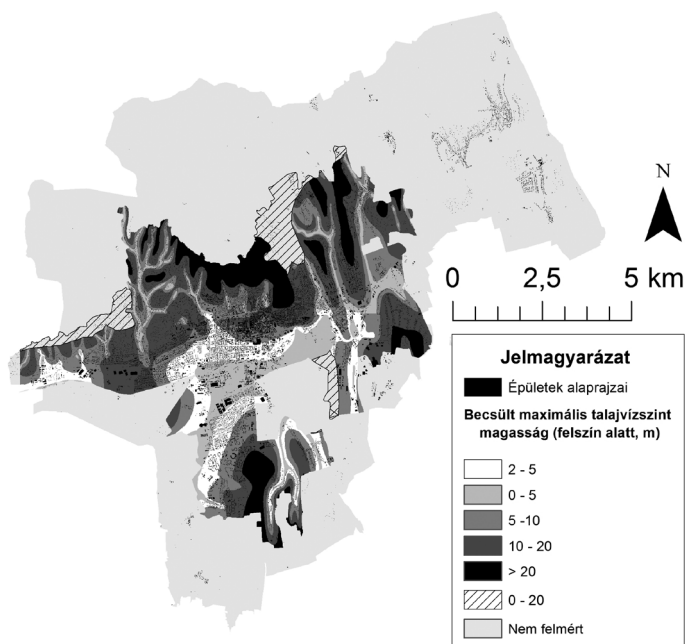 N
0 2,5 5 km
Jelmagyarázat
Épületek alaprajzai
Becsült maximális talajvízszint
magasság (felszín alatt, m)
2 - 5
0 - 5
5 -10
10 - 20
> 20
0 - 20
Nem felmért